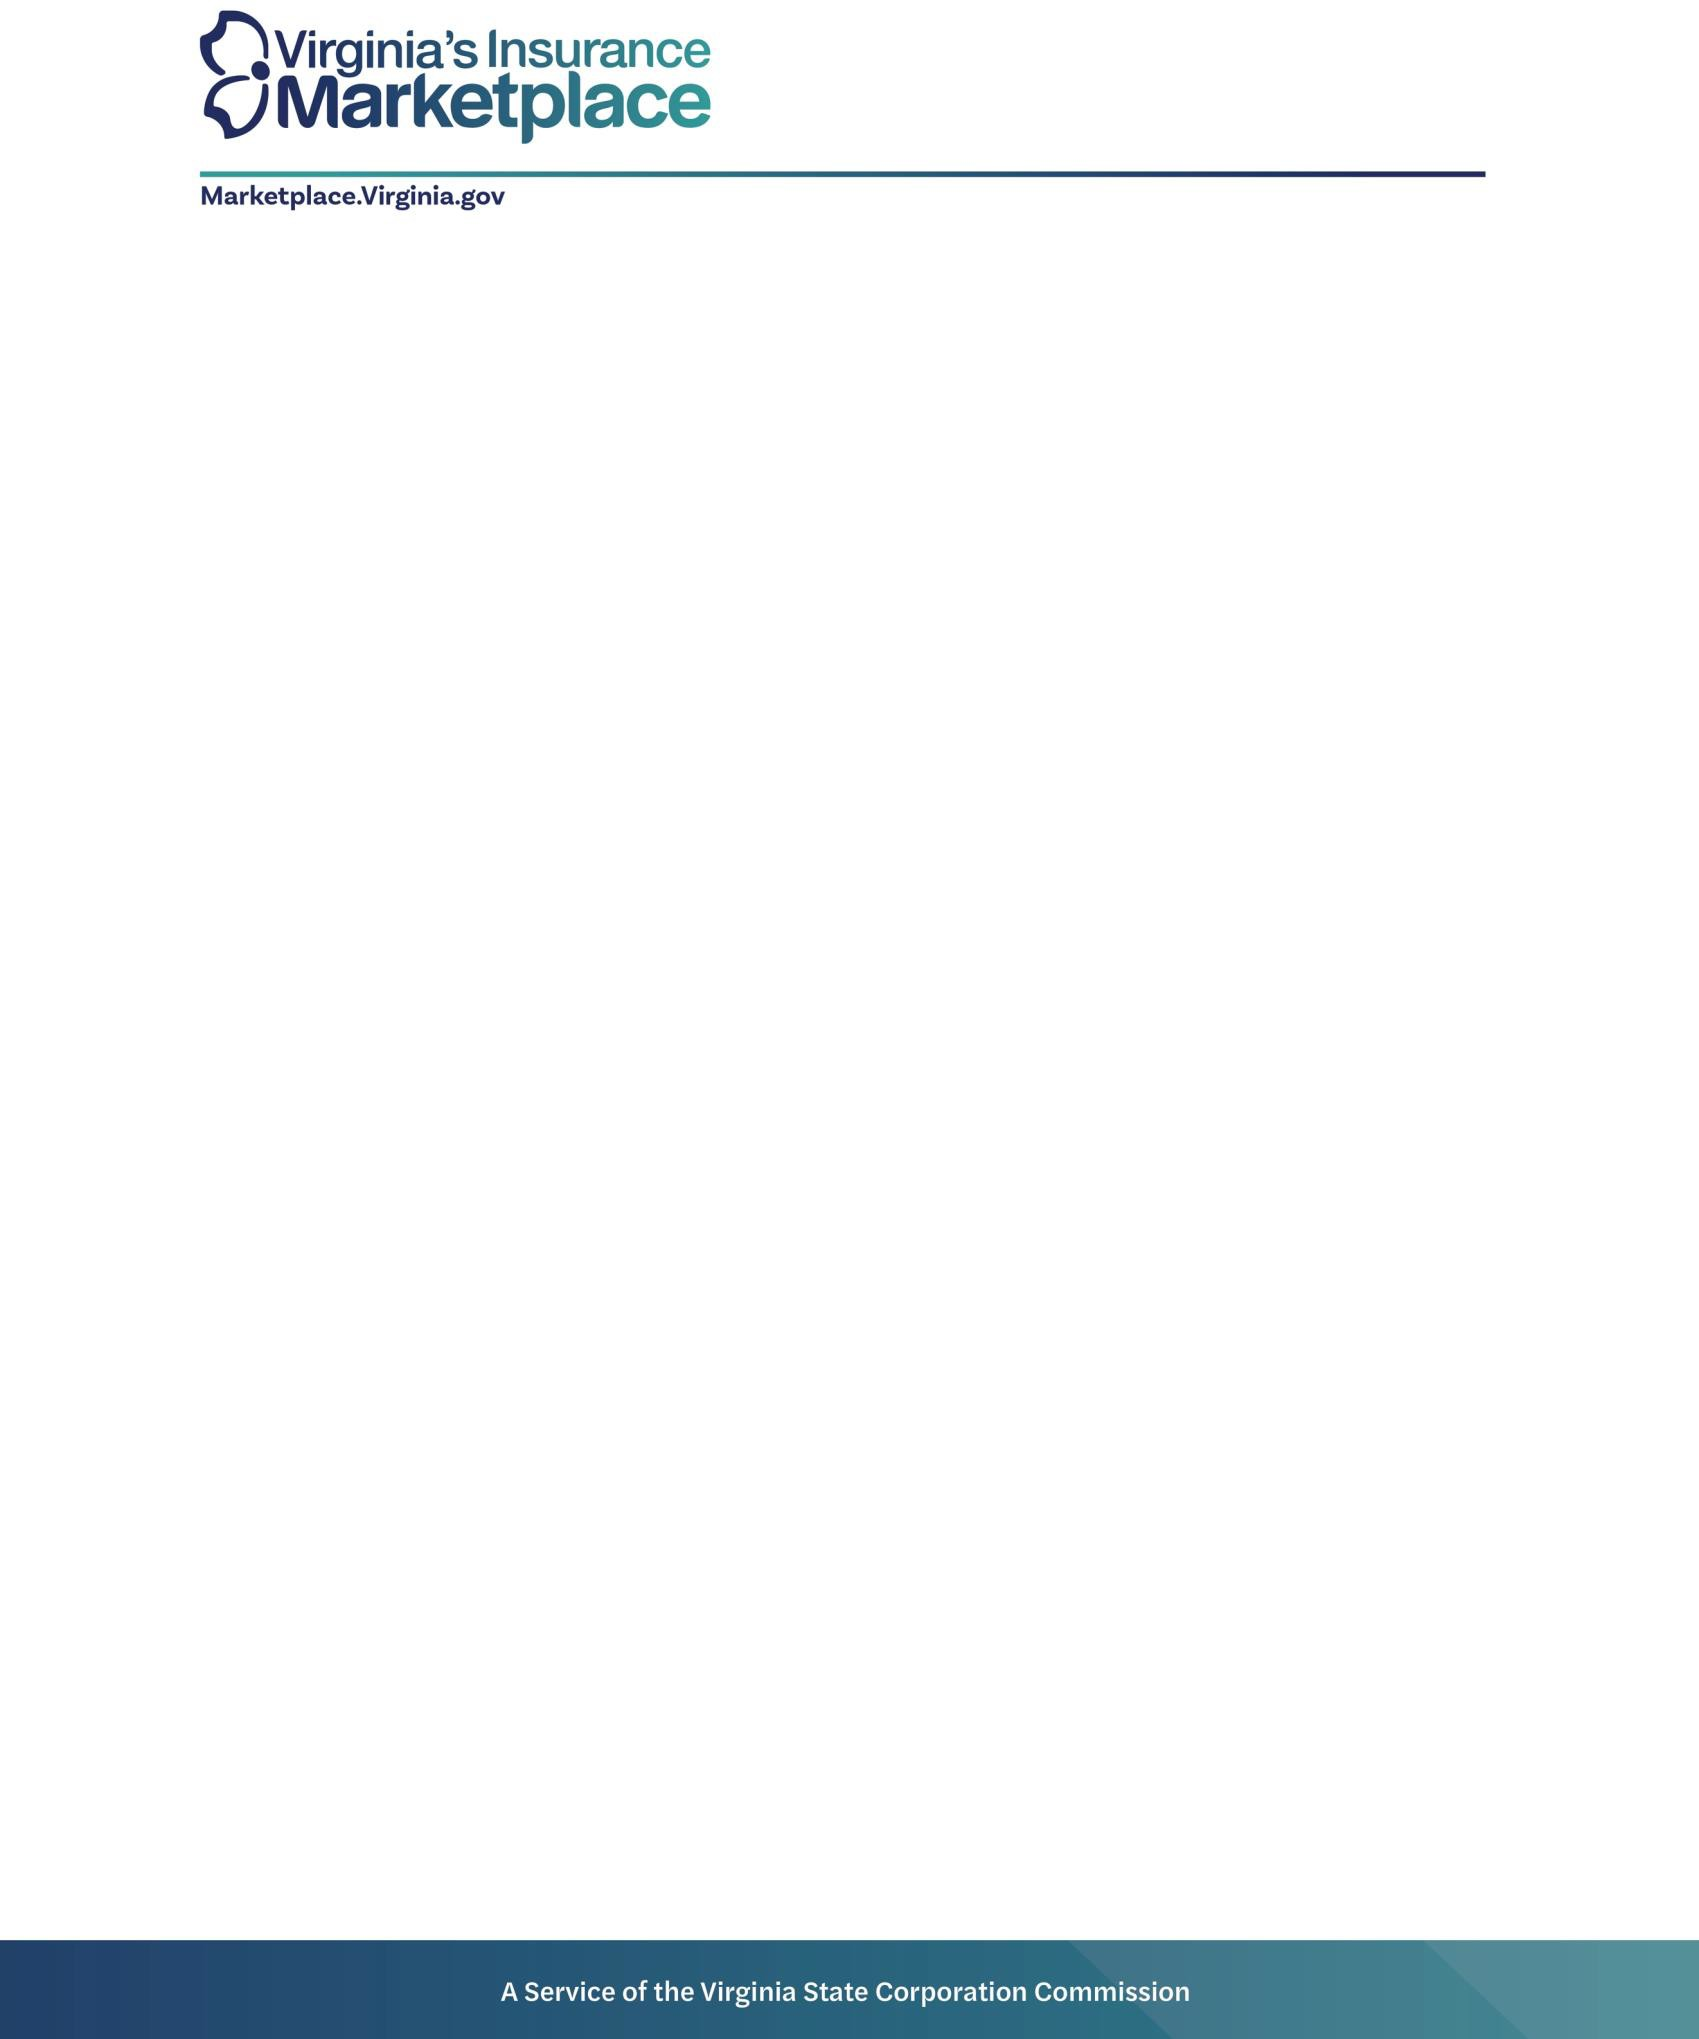 Virginia’s Insurance
Marketplace
Marketplace.Virginia.gov
A Service of the Virginia State Corporation Commission